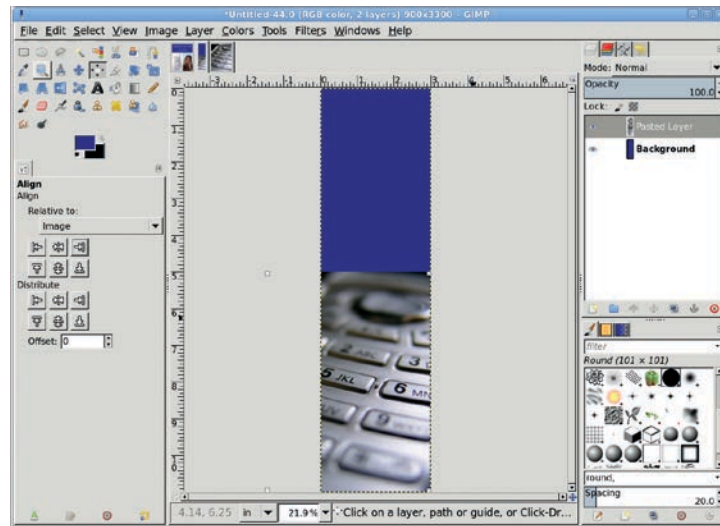 *Untitled-44.0 (RGB color, 2 layers) 900x3300 – GIMP
File Edit Select View Image Layer Colors Tools Filters Windows Help
Mode: Normal
Opacity
100.0
Lock:
Pasted Layer
Background
Align
Align
Relative to:
Image
Distribute
Offset: 0
2 ABC
3
5 JKL
6 MN
9
filter
Round (101 × 101)
round,
Spacing
20.0
4.14, 6.25 in 21.9% Click on a layer, path or guide, or Click-Dr...